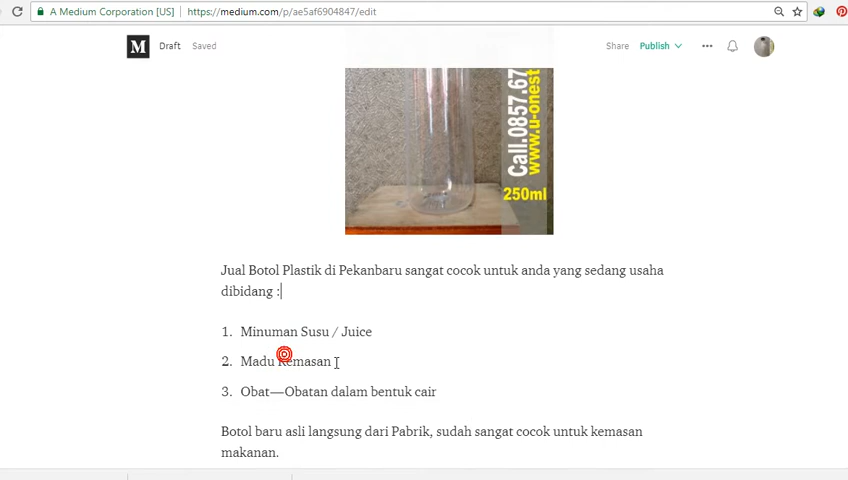 A Medium Corporation [US]
https://medium.com/p/ae5af6904847/edit
M
Draft
Saved
Share
Publish
Call.0857.67
www.u-onest
250ml
Jual Botol Plastik di Pekanbaru sangat cocok untuk anda yang sedang usaha
dibidang :
1. Minuman Susu / Juice
2. Madu Kemasan
3. Obat—Obatan dalam bentuk cair
Botol baru asli langsung dari Pabrik, sudah sangat cocok untuk kemasan
makanan.